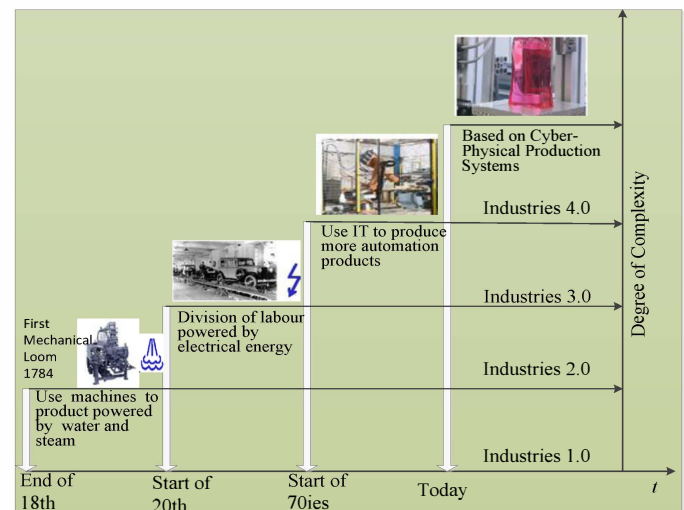 Based on Cyber-
Physical Production
Systems
Industries 4.0
Use IT to produce
more automation
products
Industries 3.0
Division of labour
powered by
electrical energy
Industries 2.0
First
Mechanical
Loom
1784
Use machines to
product powered
by water and
steam
Industries 1.0
Degree of Complexity
End of
18th
Start of
20th
Start of
70ies
Today
t